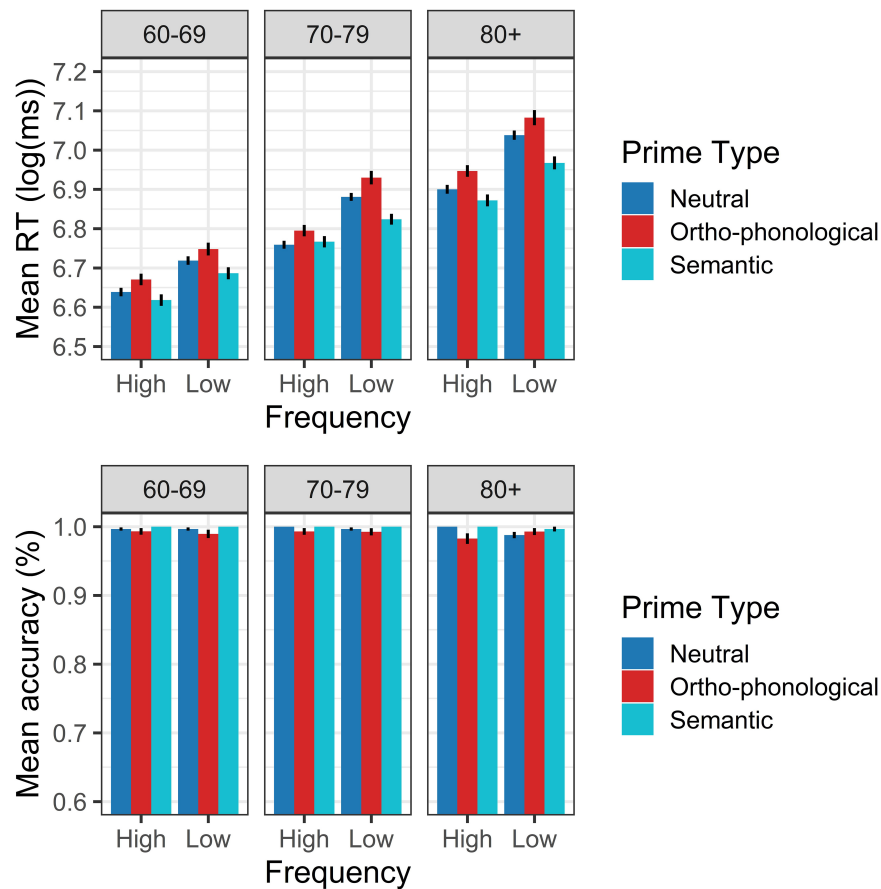 60-69 70-79 80+
Mean RT (log(ms))
7.2
7.1
7.0
6.9
6.8
6.7
6.6
6.5
High Low High Low High Low
Frequency
Prime Type
Neutral
Ortho-phonological
Semantic
60-69 70-79 80+
Mean accuracy (%)
1.0
0.9
0.8
0.7
0.6
High Low High Low High Low
Frequency
Prime Type
Neutral
Ortho-phonological
Semantic